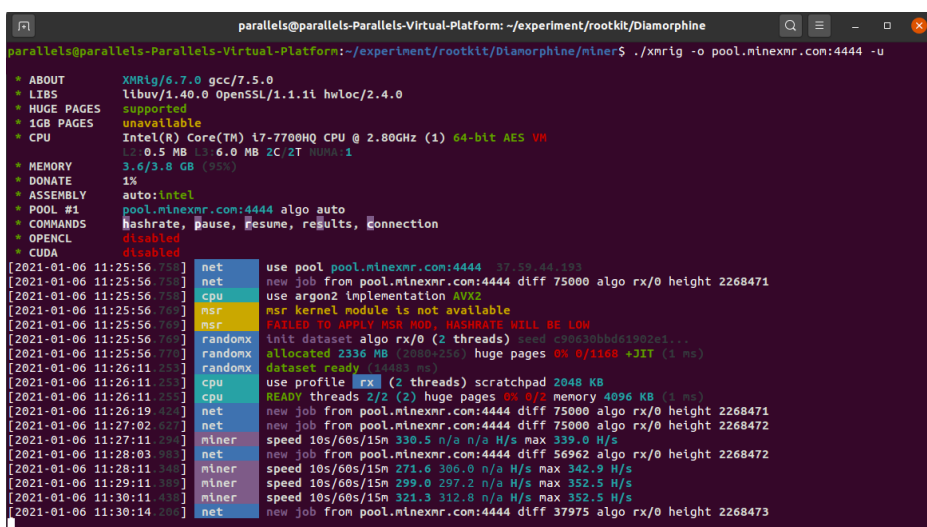 parallels@parallels-Parallels-Virtual-Platform: ~/experiment/rootkit/Diamorphine
parallels@parallels-Parallels-Virtual-Platform:~/experiment/rootkit/Diamorphine/miner$ ./xmrig -o pool.minexmr.com:4444 -u
* ABOUT XMRig/6.7.0 gcc/7.5.0
* LIBS libuv/1.40.0 OpenSSL/1.1.1i hwloc/2.4.0
* HUGE PAGES supported
* 1GB PAGES unavailable
* CPU Intel(R) Core(TM) i7-7700HQ CPU @ 2.80GHz (1) 64-bit AES VM
L2:0.5 MB L3:6.0 MB 2C/2T NUMA:1
* MEMORY 3.6/3.8 GB (95%)
* DONATE 1%
* ASSEMBLY auto:intel
* POOL #1 pool.minexmr.com:4444 algo auto
* COMMANDS hashrate, pause, resume, results, connection
* OPENCL disabled
* CUDA disabled
[2021-01-06 11:25:56.758] net use pool pool.minexmr.com:4444 37.59.44.193
[2021-01-06 11:25:56.758] net new job from pool.minexmr.com:4444 diff 75000 algo rx/0 height 2268471
[2021-01-06 11:25:56.758] cpu use argon2 implementation AVX2
[2021-01-06 11:25:56.769] msr msr kernel module is not available
[2021-01-06 11:25:56.769] msr FAILED TO APPLY MSR MOD, HASHRATE WILL BE LOW
[2021-01-06 11:25:56.769] randomx init dataset algo rx/0 (2 threads) seed c90630bbd61902e1...
[2021-01-06 11:25:56.770] randomx allocated 2336 MB (2080+256) huge pages 0% 0/1168 +JIT (1 ms)
[2021-01-06 11:26:11.253] randomx dataset ready (14483 ms)
[2021-01-06 11:26:11.253] cpu use profile rx (2 threads) scratchpad 2048 KB
[2021-01-06 11:26:11.255] cpu READY threads 2/2 (2) huge pages 0% 0/2 memory 4096 KB (1 ms)
[2021-01-06 11:26:19.424] net new job from pool.minexmr.com:4444 diff 75000 algo rx/0 height 2268471
[2021-01-06 11:27:02.627] net new job from pool.minexmr.com:4444 diff 75000 algo rx/0 height 2268472
[2021-01-06 11:27:11.294] miner speed 10s/60s/15m 330.5 n/a n/a H/s max 339.0 H/s
[2021-01-06 11:28:03.983] net new job from pool.minexmr.com:4444 diff 56962 algo rx/0 height 2268472
[2021-01-06 11:28:11.348] miner speed 10s/60s/15m 271.6 306.0 n/a H/s max 342.9 H/s
[2021-01-06 11:29:11.389] miner speed 10s/60s/15m 299.0 297.2 n/a H/s max 352.5 H/s
[2021-01-06 11:30:11.438] miner speed 10s/60s/15m 321.3 312.8 n/a H/s max 352.5 H/s
[2021-01-06 11:30:14.206] net new job from pool.minexmr.com:4444 diff 37975 algo rx/0 height 2268473